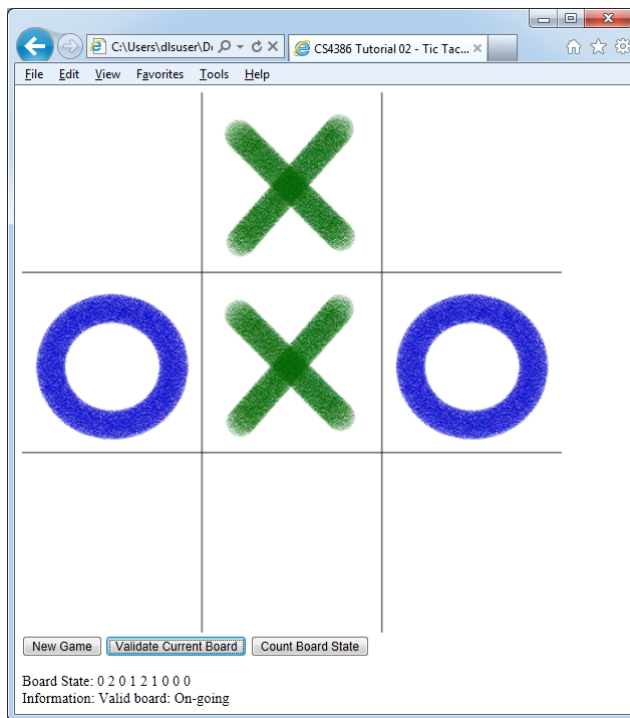 C:\Users\dlsuser\D
CS4386 Tutorial 02 - Tic Tac...
File Edit View Favorites Tools Help
New Game Validate Current Board Count Board State
Board State: 0 2 0 1 2 1 0 0 0
Information: Valid board: On-going